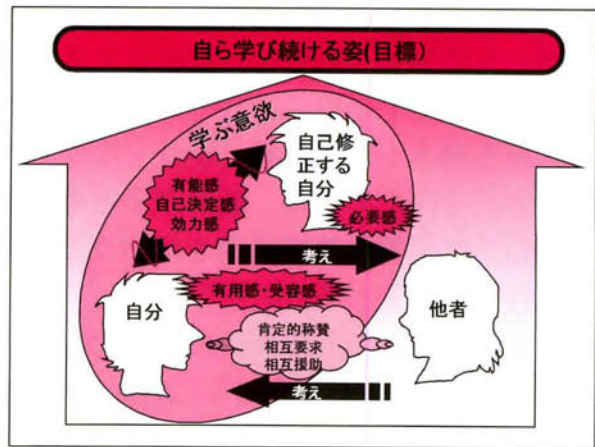 自ら学び続ける姿(目標)
学ぶ意欲
自己修
正する
自分
有能感
自己決定感
効力感
必要感
考え
有用感・受容感
自分
他者
肯定的称賛
相互要求
相互援助
考え